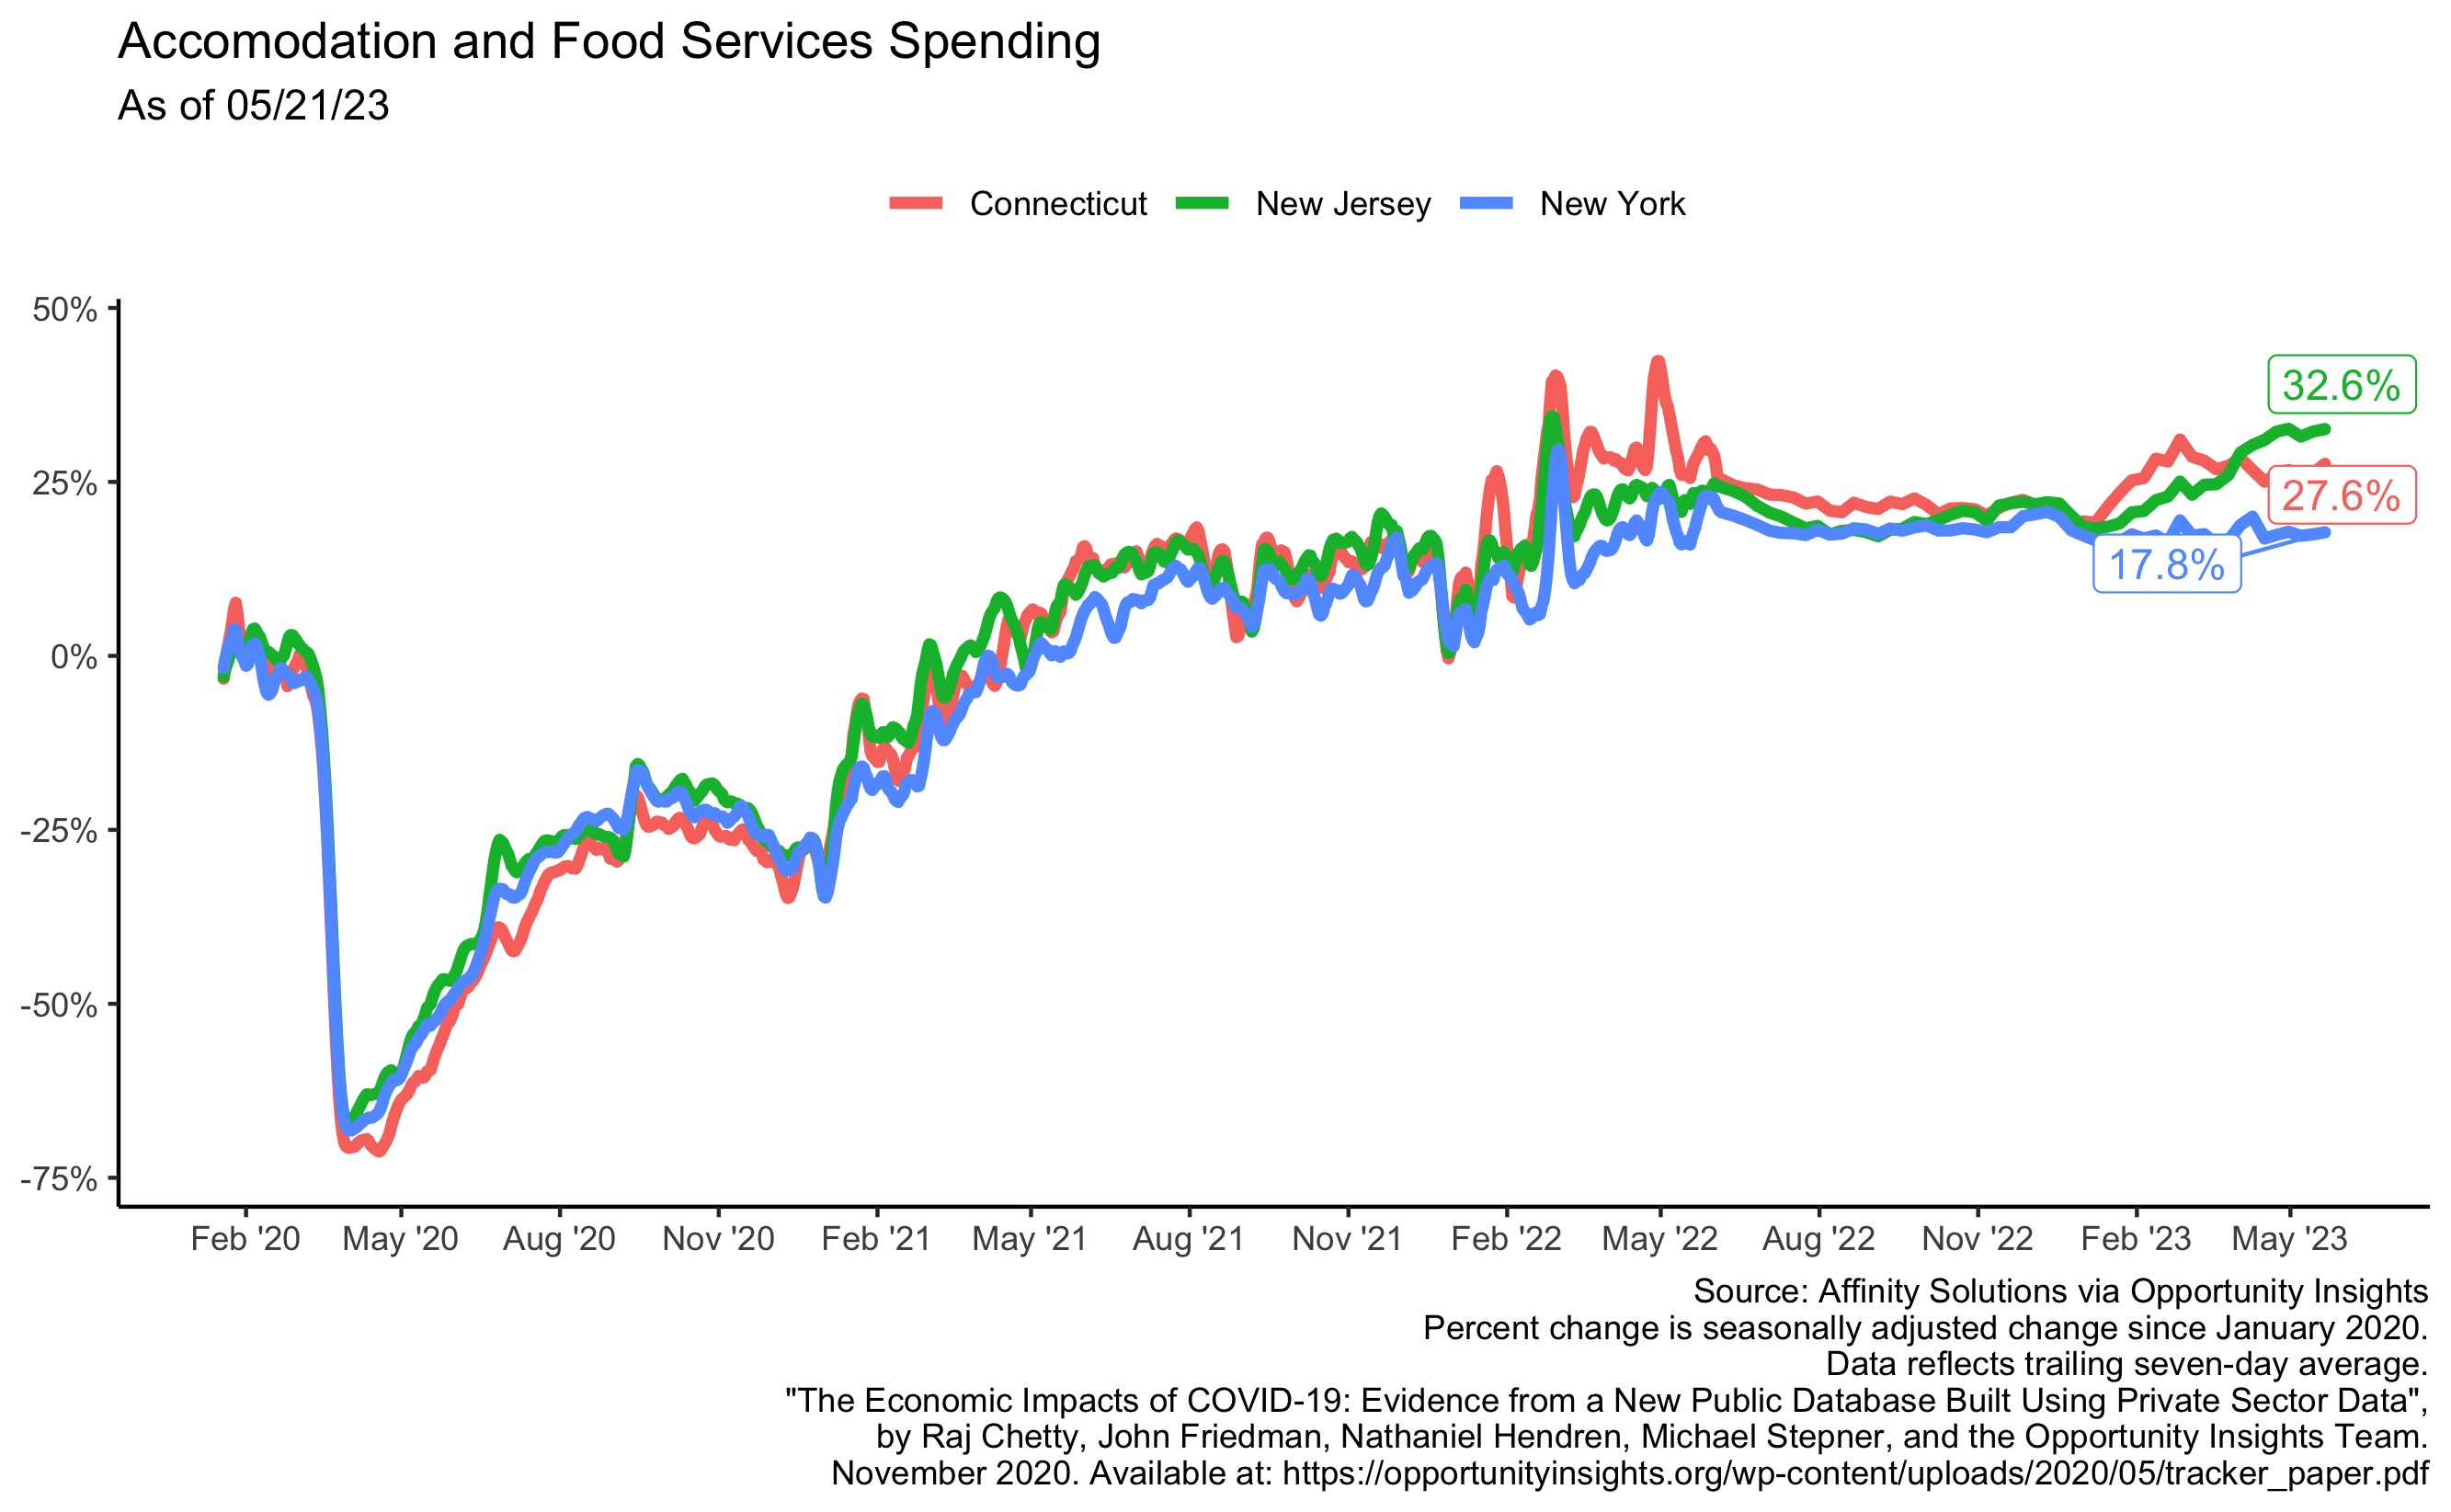 Accomodation and Food Services Spending
As of 05/21/23
Connecticut New Jersey New York
50%
25%
0%
-25%
-50%
-75%
32.6%
27.6%
17.8%
Feb '20 May '20 Aug '20 Nov '20 Feb '21 May '21 Aug '21 Nov '21 Feb '22 May '22 Aug '22 Nov '22 Feb '23 May '23
Source: Affinity Solutions via Opportunity Insights
Percent change is seasonally adjusted change since January 2020.
Data reflects trailing seven-day average.
"The Economic Impacts of COVID-19: Evidence from a New Public Database Built Using Private Sector Data",
by Raj Chetty, John Friedman, Nathaniel Hendren, Michael Stepner, and the Opportunity Insights Team.
November 2020. Available at: https://opportunityinsights.org/wp-content/uploads/2020/05/tracker_paper.pdf